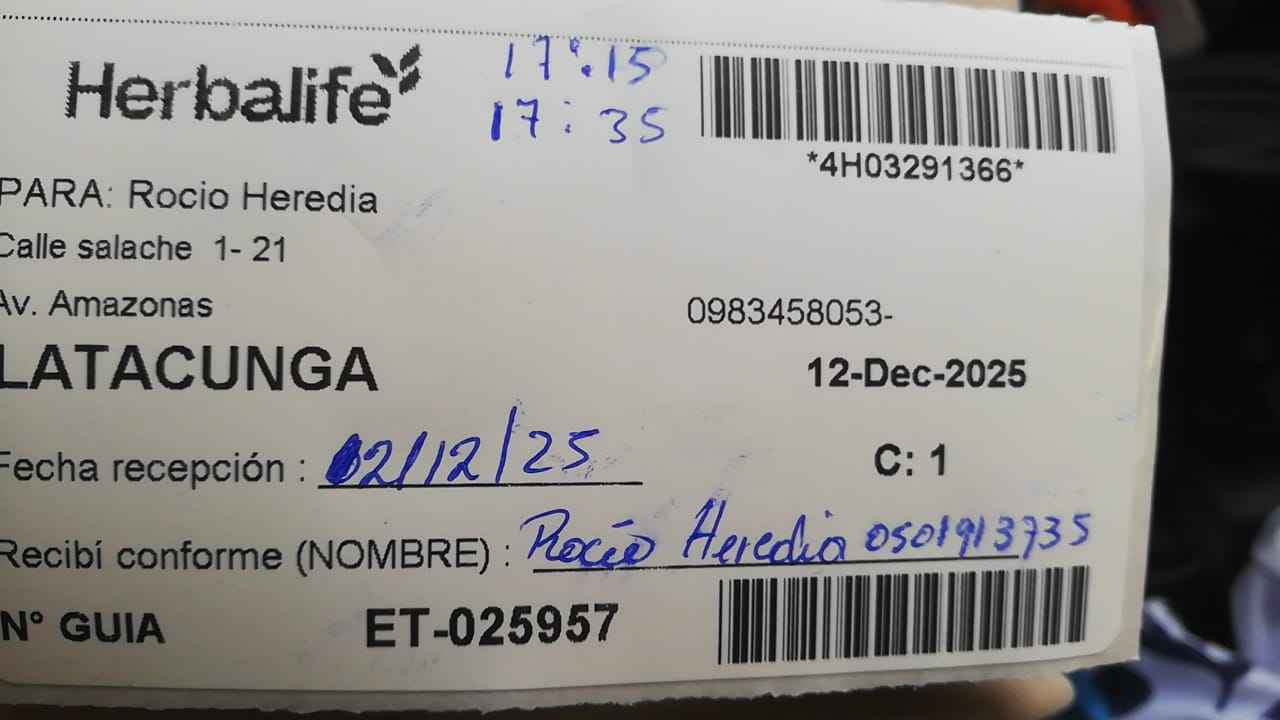 Herbalife
17:15
17:35
*4H03291366*
PARA: Rocio Heredia
Calle salache 1- 21
Av. Amazonas
0983458053-
LATACUNGA
12-Dec-2025
Fecha recepción : 02/12/25
C: 1
Recibí conforme (NOMBRE) : Rocío Heredia 0501913735
N° GUIA ET-025957